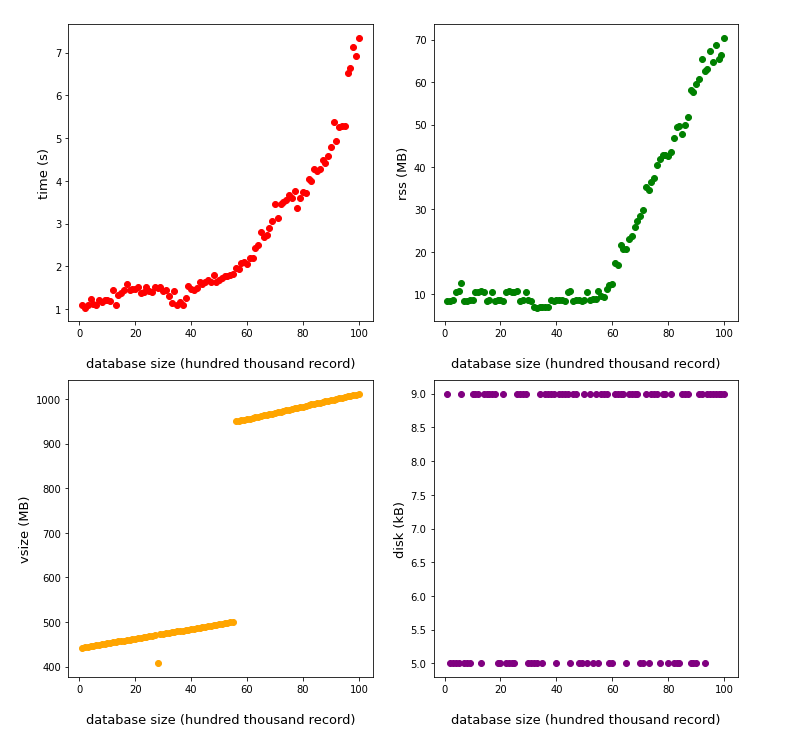 7
6
5
4
3
2
1
time (s)
0 20 40 60 80 100
database size (hundred thousand record)
70
60
50
40
30
20
10
rss (MB)
0 20 40 60 80 100
database size (hundred thousand record)
1000
900
800
700
600
500
400
vsize (MB)
0 20 40 60 80 100
database size (hundred thousand record)
9.0
8.5
8.0
7.5
7.0
6.5
6.0
5.5
5.0
disk (kB)
0 20 40 60 80 100
database size (hundred thousand record)